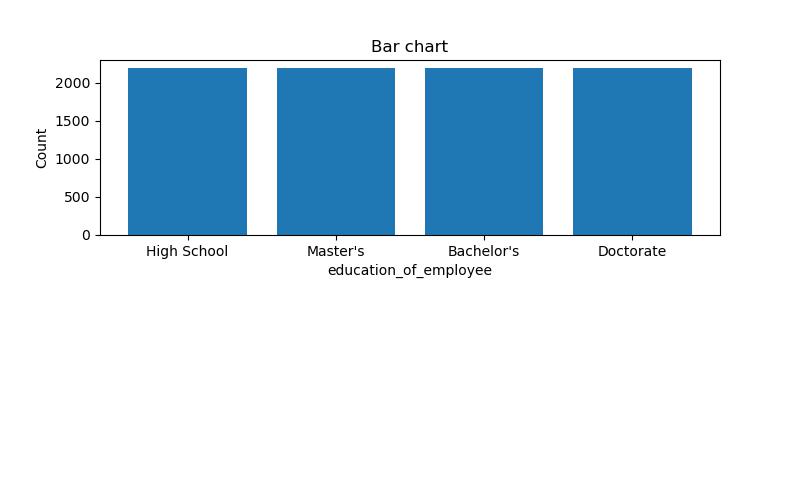 Bar chart
Count
2000
1500
1000
500
0
High School Master's Bachelor's Doctorate
education_of_employee